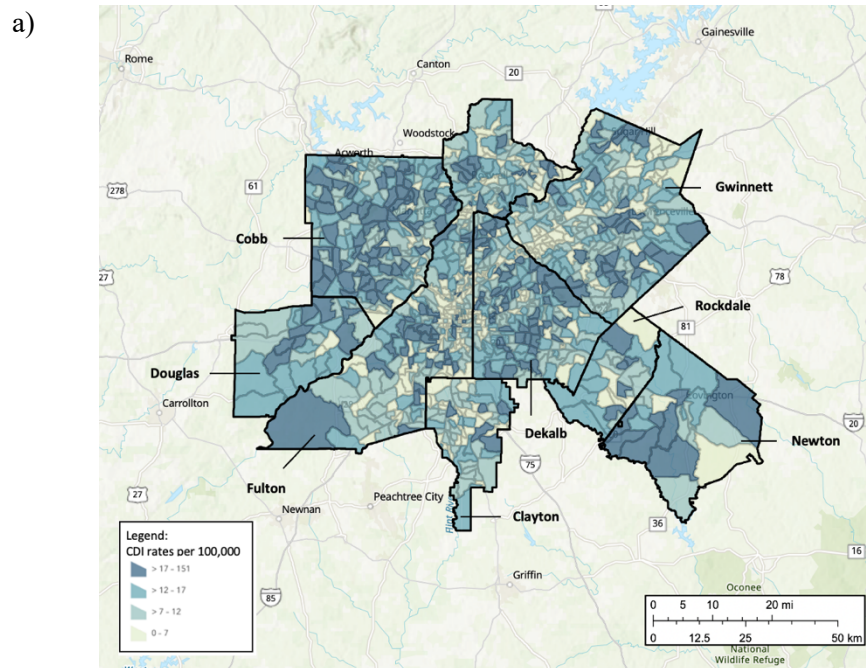 a)
Rome
Canton
20
Gainesville
Woodstock
Acworth
Sugar Hill
278
61
Gwinnett
Cobb
27
78
Rockdale
81
Douglas
Carrollton
Covington
20
Dekalb
Newton
75
Fulton
27
Newnan
Peachtree City
Clayton
36
16
Legend:
CDI rates per 100,000
> 17 - 151
> 12 - 17
> 7 - 12
0 - 7
85
Griffin
Oconee
0 5 10 20 mi
0 12.5 25 50 km
National
Wildlife Refuge